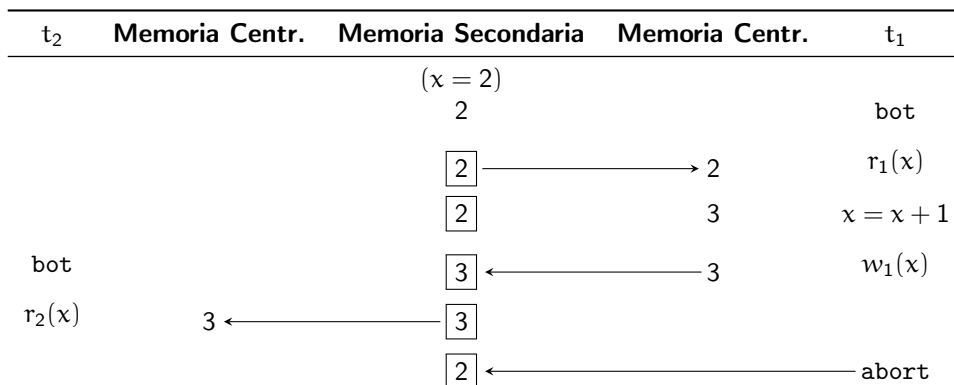 t₂ Memoria Centr. Memoria Secondaria Memoria Centr. t₁
(x = 2)
2 bot
2 2 r₁(x)
2 3 x = x + 1
bot 3 3 w₁(x)
r₂(x) 3 3
2 abort